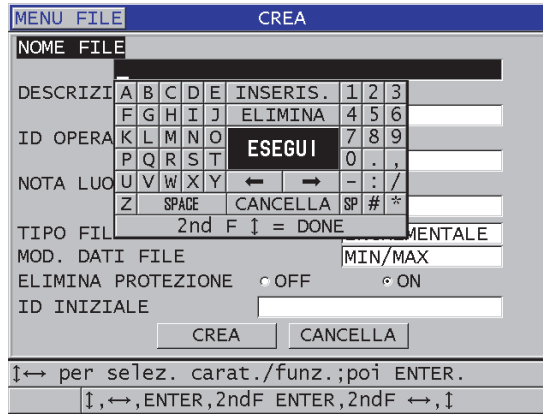 MENU FILE CREA
NOME FILE
DESCRIZI
A B C D E INSERIS. 1 2 3
F G H I J ELIMINA 4 5 6
ID OPERA
K L M N O ESEGUI 7 8 9
P Q R S T 0 . ,
NOTA LUO
U V W X Y ← → - : /
Z SPACE CANCELLA SP # *
2nd F ↕ = DONE
TIPO FIL INCREMENTALE
MOD. DATI FILE MIN/MAX
ELIMINA PROTEZIONE OFF ON
ID INIZIALE
CREA CANCELLA
↕↔ per selez. carat./funz.;poi ENTER.
↕,↔,ENTER,2ndF ENTER,2ndF ↔,↕